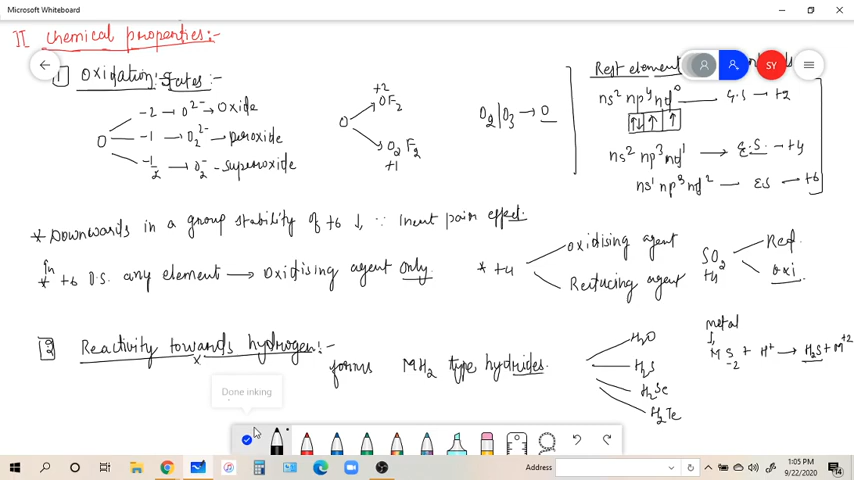 Microsoft Whiteboard
II Chemical properties:-
1) Oxidation States:-
O
-2 → O²⁻ → Oxide
-1 → O₂²⁻ → peroxide
-1/2 → O₂⁻ - superoxide
O
+2
OF₂
O₂F₂
+1
O₂/O₃ → O
Rest element
ns² np⁴ nd⁰ — G.S → +2
ns² np³ nd¹ → E.S. → +4
ns¹ np³ nd² — E.S → +6
* Downwards in a group stability of +6 ↓ ∵ Inert pair effect.
* In +6 O.S. any element → Oxidising agent only.
* +4
Oxidising agent
Reducing agent
SO₂
+4
Red.
Oxi
2 Reactivity towards hydrogen:-
forms MH₂ type hydrides.
H₂O
H₂S
H₂Se
H₂Te
metal
↓
M S + H⁺ → H₂S + M⁺²
-2
Done inking
SY
Address
1:05 PM
9/22/2020
14